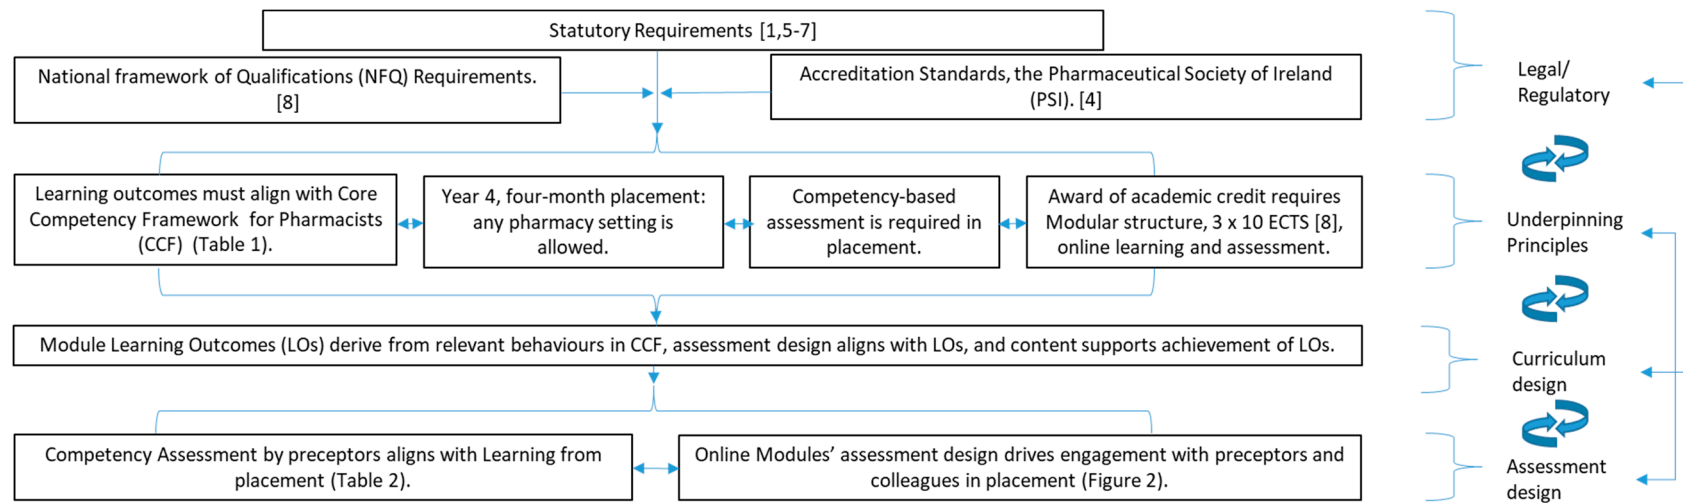 Statutory Requirements [1,5-7]
National framework of Qualifications (NFQ) Requirements.
[8]
Accreditation Standards, the Pharmaceutical Society of Ireland
(PSI). [4]
Legal/
Regulatory
Learning outcomes must align with Core
Competency Framework for Pharmacists
(CCF) (Table 1).
Year 4, four-month placement:
any pharmacy setting is
allowed.
Competency-based
assessment is required in
placement.
Award of academic credit requires
Modular structure, 3 x 10 ECTS [8],
online learning and assessment.
Underpinning
Principles
Module Learning Outcomes (LOs) derive from relevant behaviours in CCF, assessment design aligns with LOs, and content supports achievement of LOs.
Curriculum
design
Competency Assessment by preceptors aligns with Learning from
placement (Table 2).
Online Modules’ assessment design drives engagement with preceptors and
colleagues in placement (Figure 2).
Assessment
design